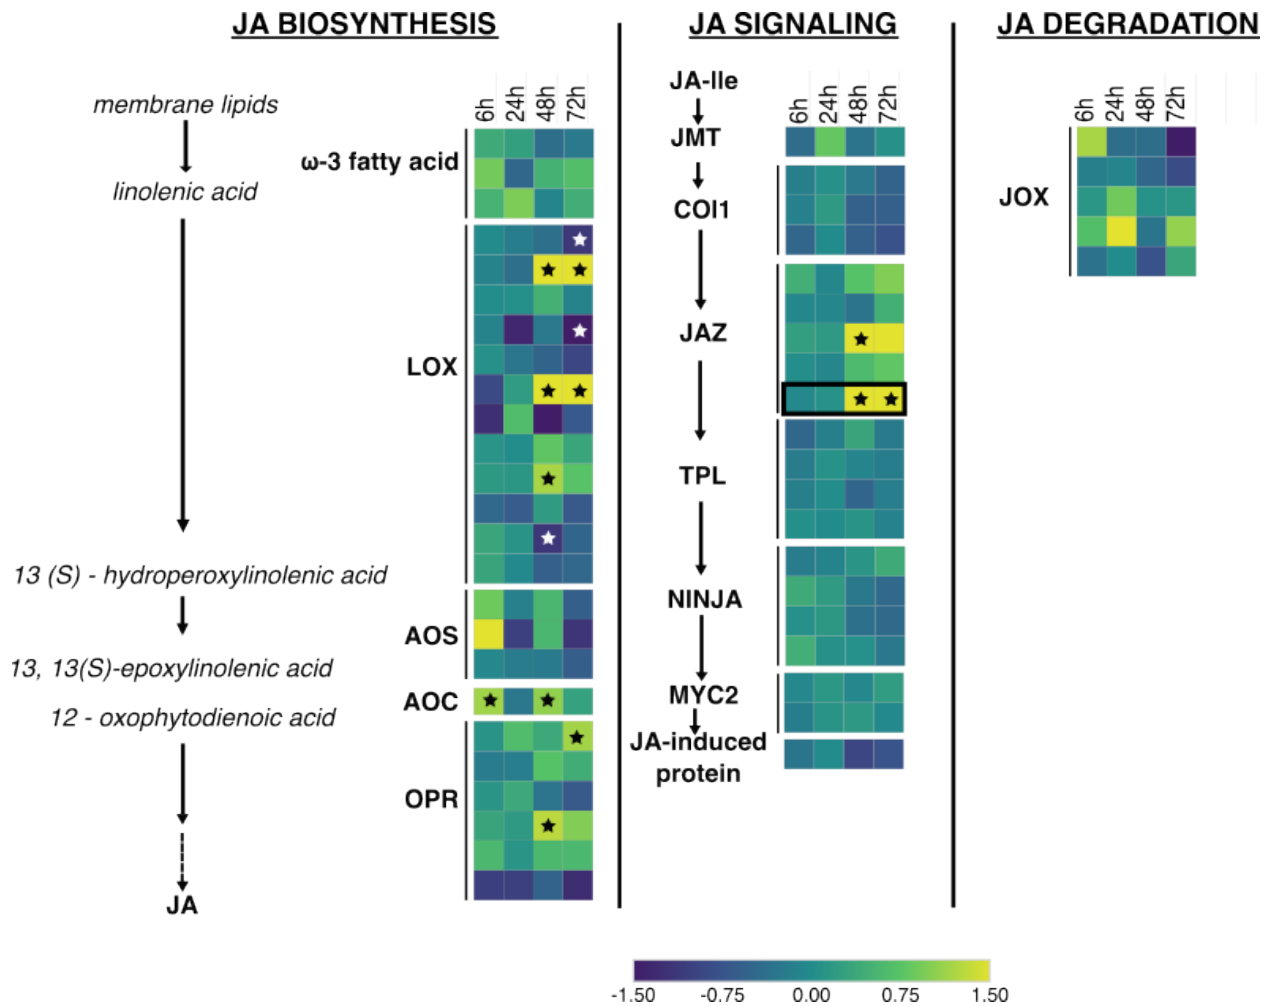 JA BIOSYNTHESIS
JA SIGNALING
JA DEGRADATION
membrane lipids
linolenic acid
13 (S) - hydroperoxylinolenic acid
13, 13(S)-epoxylinolenic acid
12 - oxophytodienoic acid
JA
6h 24h 48h 72h
ω-3 fatty acid
LOX
AOS
AOC
OPR
JA-Ile
6h 24h 48h 72h
JMT
COI1
JAZ
TPL
NINJA
MYC2
JA-induced
protein
6h 24h 48h 72h
JOX
-1.50 -0.75 0.00 0.75 1.50